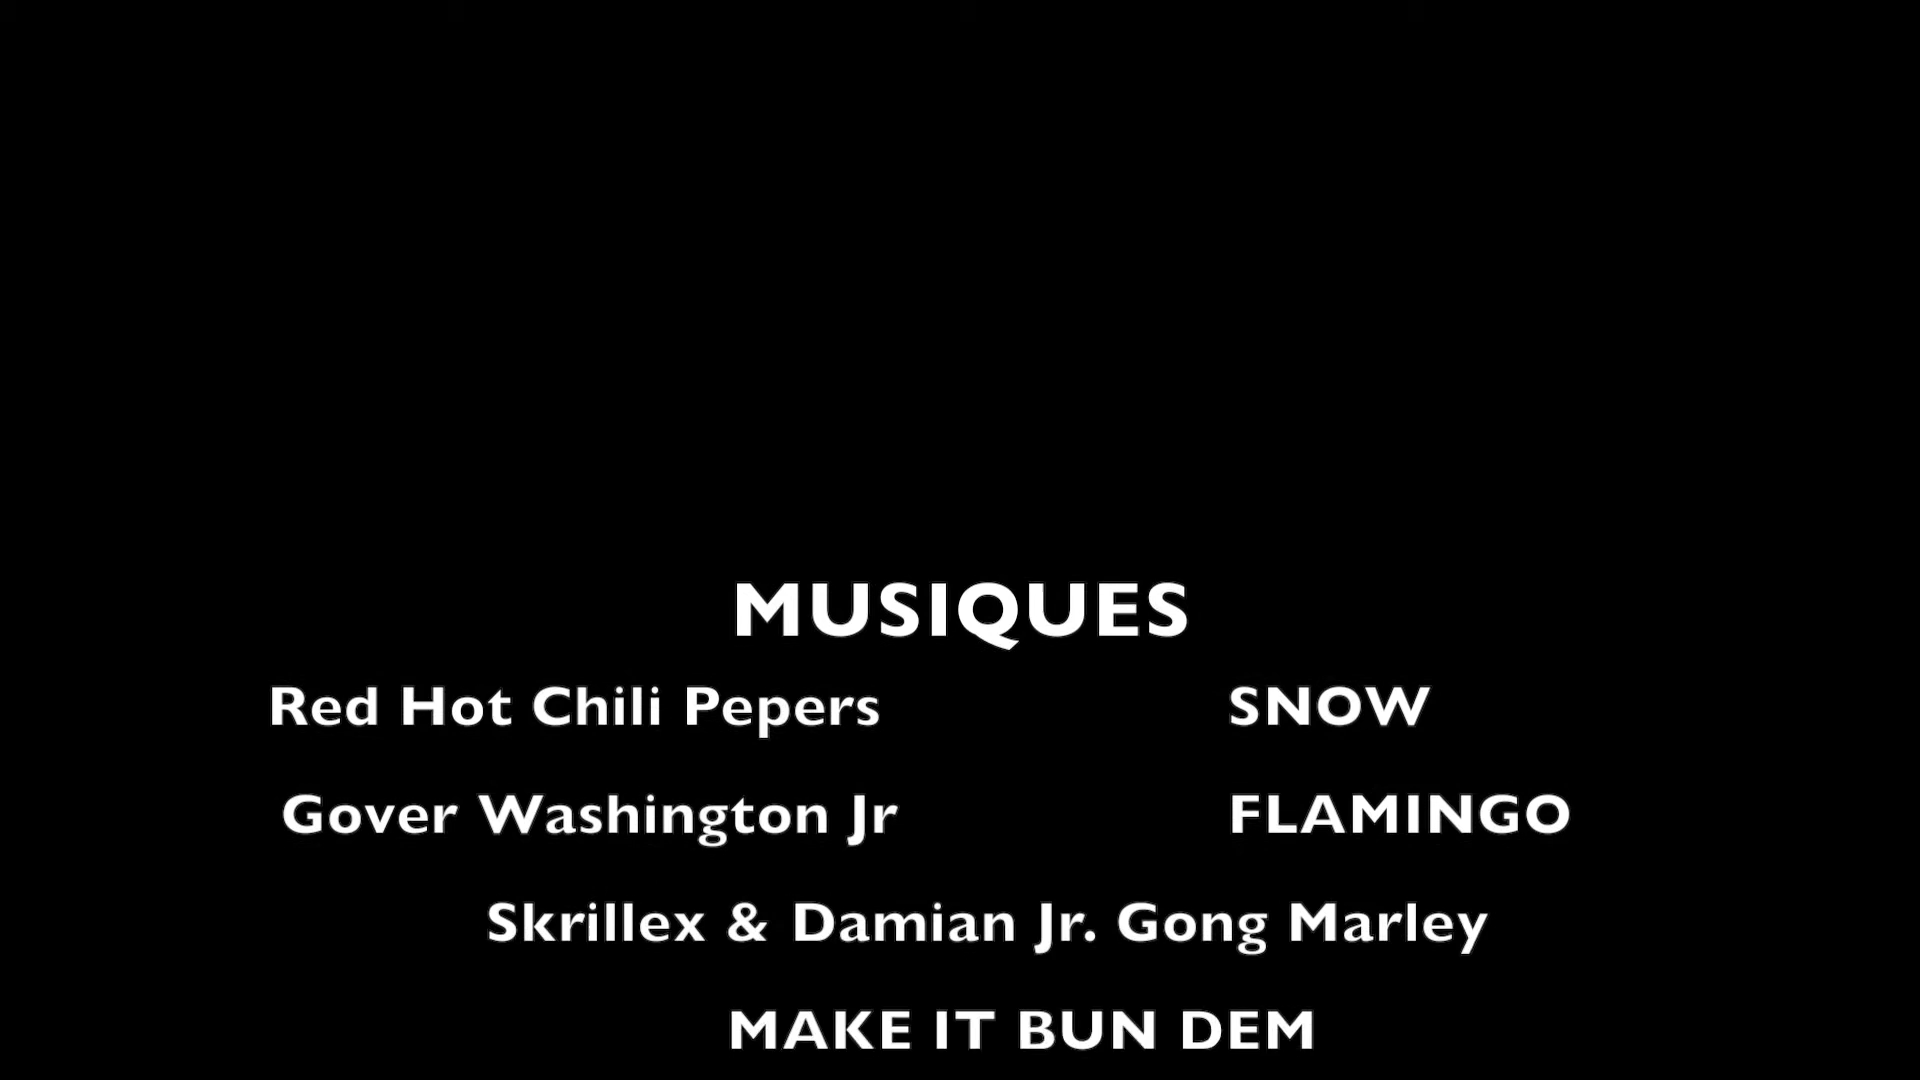 MUSIQUES
Red Hot Chili Pepers SNOW
Gover Washington Jr FLAMINGO
Skrillex & Damian Jr. Gong Marley
MAKE IT BUN DEM